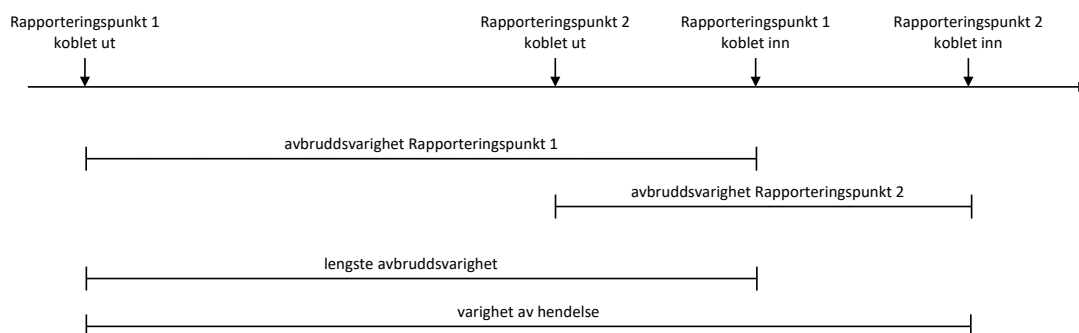 Rapporteringspunkt 1
koblet ut
Rapporteringspunkt 2
koblet ut
Rapporteringspunkt 1
koblet inn
Rapporteringspunkt 2
koblet inn
avbruddsvarighet Rapporteringspunkt 1
avbruddsvarighet Rapporteringspunkt 2
lengste avbruddsvarighet
varighet av hendelse